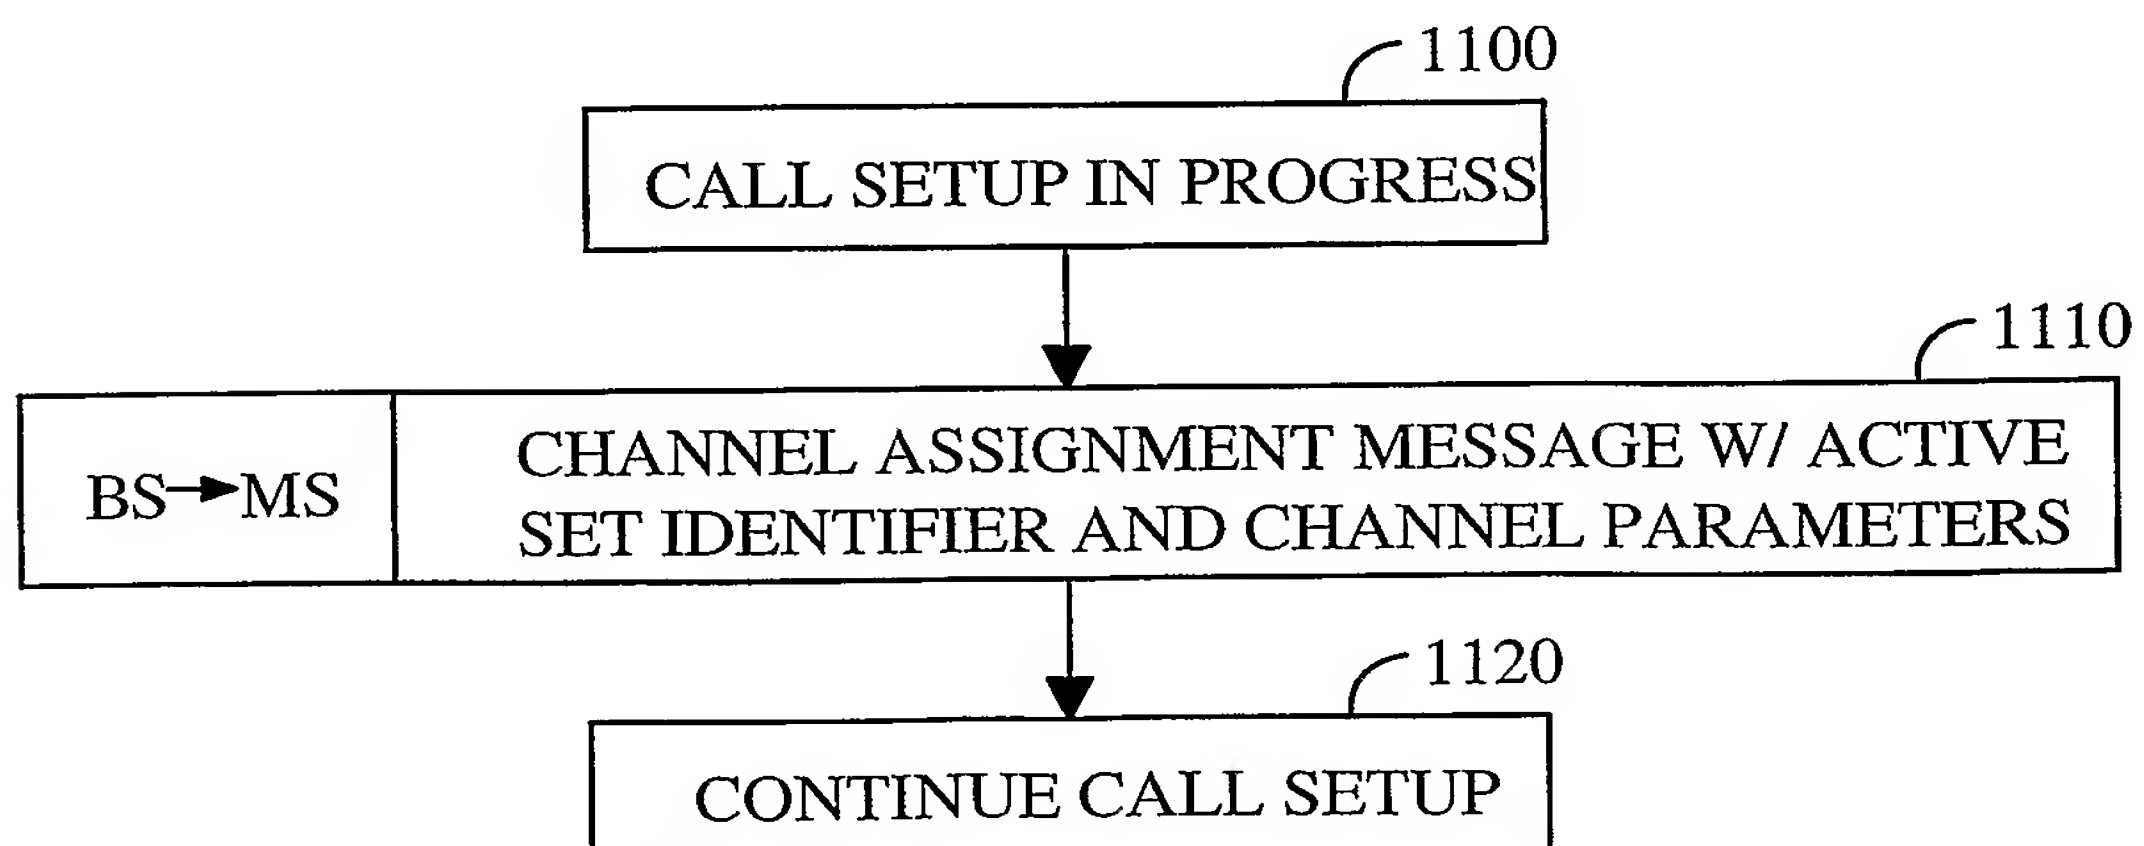 1100
CALL SETUP IN PROGRESS
1110
BS→MS
CHANNEL ASSIGNMENT MESSAGE W/ ACTIVE
SET IDENTIFIER AND CHANNEL PARAMETERS
1120
CONTINUE CALL SETUP